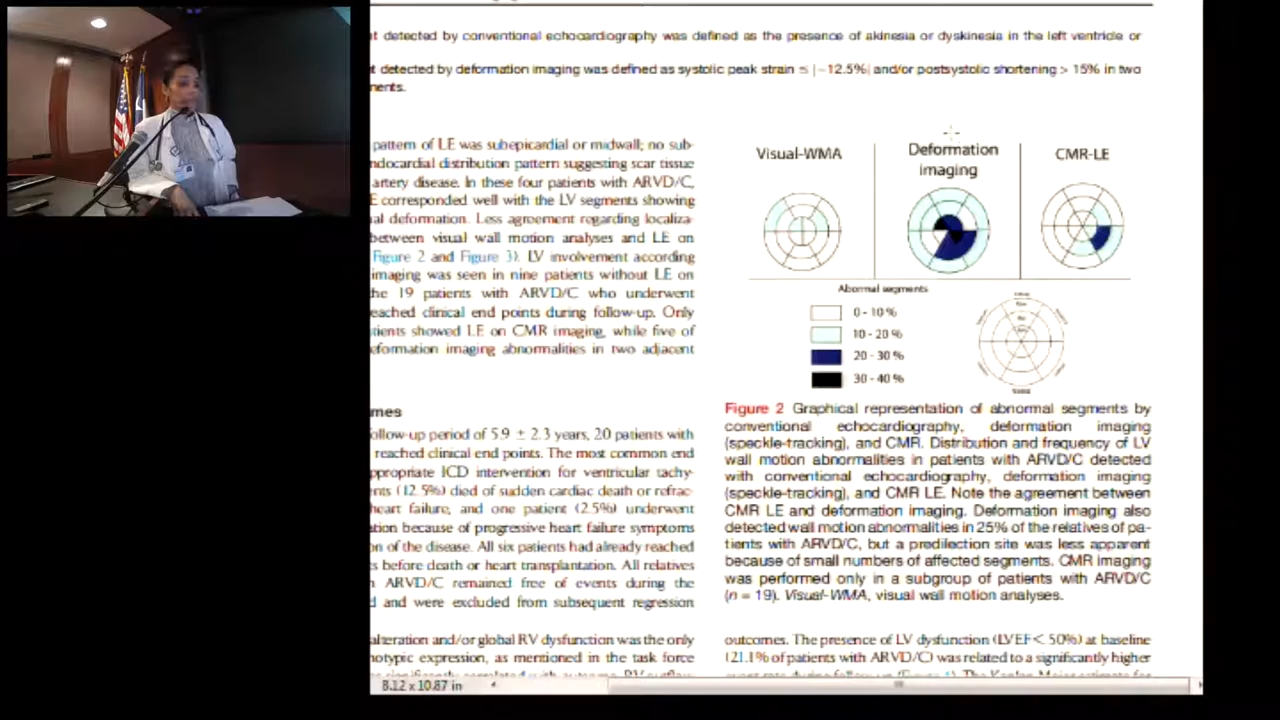 t detected by conventional echocardiography was defined as the presence of akinesia or dyskinesia in the left ventricle or
t detected by deformation imaging was defined as systolic peak strain ≤ |−12.5%| and/or postsystolic shortening > 15% in two
ments.
pattern of LE was subepicardial or midwall; no sub-
ndocardial distribution pattern suggesting scar tissue
artery disease. In these four patients with ARVD/C,
E corresponded well with the LV segments showing
al deformation. Less agreement regarding localiza-
between visual wall motion analyses and LE on
Figure 2 and Figure 3). LV involvement according
imaging was seen in nine patients without LE on
the 19 patients with ARVD/C who underwent
eached clinical end points during follow-up. Only
tients showed LE on CMR imaging, while five of
eformation imaging abnormalities in two adjacent
mes
ollow-up period of 5.9 ± 2.3 years, 20 patients with
reached clinical end points. The most common end
ppropriate ICD intervention for ventricular tachy-
nts (12.5%) died of sudden cardiac death or refrac-
heart failure, and one patient (2.5%) underwent
tion because of progressive heart failure symptoms
n of the disease. All six patients had already reached
s before death or heart transplantation. All relatives
n ARVD/C remained free of events during the
d and were excluded from subsequent regression
alteration and/or global RV dysfunction was the only
notypic expression, as mentioned in the task force
Visual-WMA
Deformation
imaging
CMR-LE
Abormal segments
0 - 10 %
10 - 20 %
20 - 30 %
30 - 40 %
Figure 2 Graphical representation of abnormal segments by
conventional echocardiography, deformation imaging
(speckle-tracking), and CMR. Distribution and frequency of LV
wall motion abnormalities in patients with ARVD/C detected
with conventional echocardiography, deformation imaging
(speckle-tracking), and CMR LE. Note the agreement between
CMR LE and deformation imaging. Deformation imaging also
detected wall motion abnormalities in 25% of the relatives of pa-
tients with ARVD/C, but a predilection site was less apparent
because of small numbers of affected segments. CMR imaging
was performed only in a subgroup of patients with ARVD/C
(n = 19). Visual-WMA, visual wall motion analyses.
outcomes. The presence of LV dysfunction (LVEF< 50%) at baseline
(21.1% of patients with ARVD/C) was related to a significantly higher
8.12 x 10.87 in